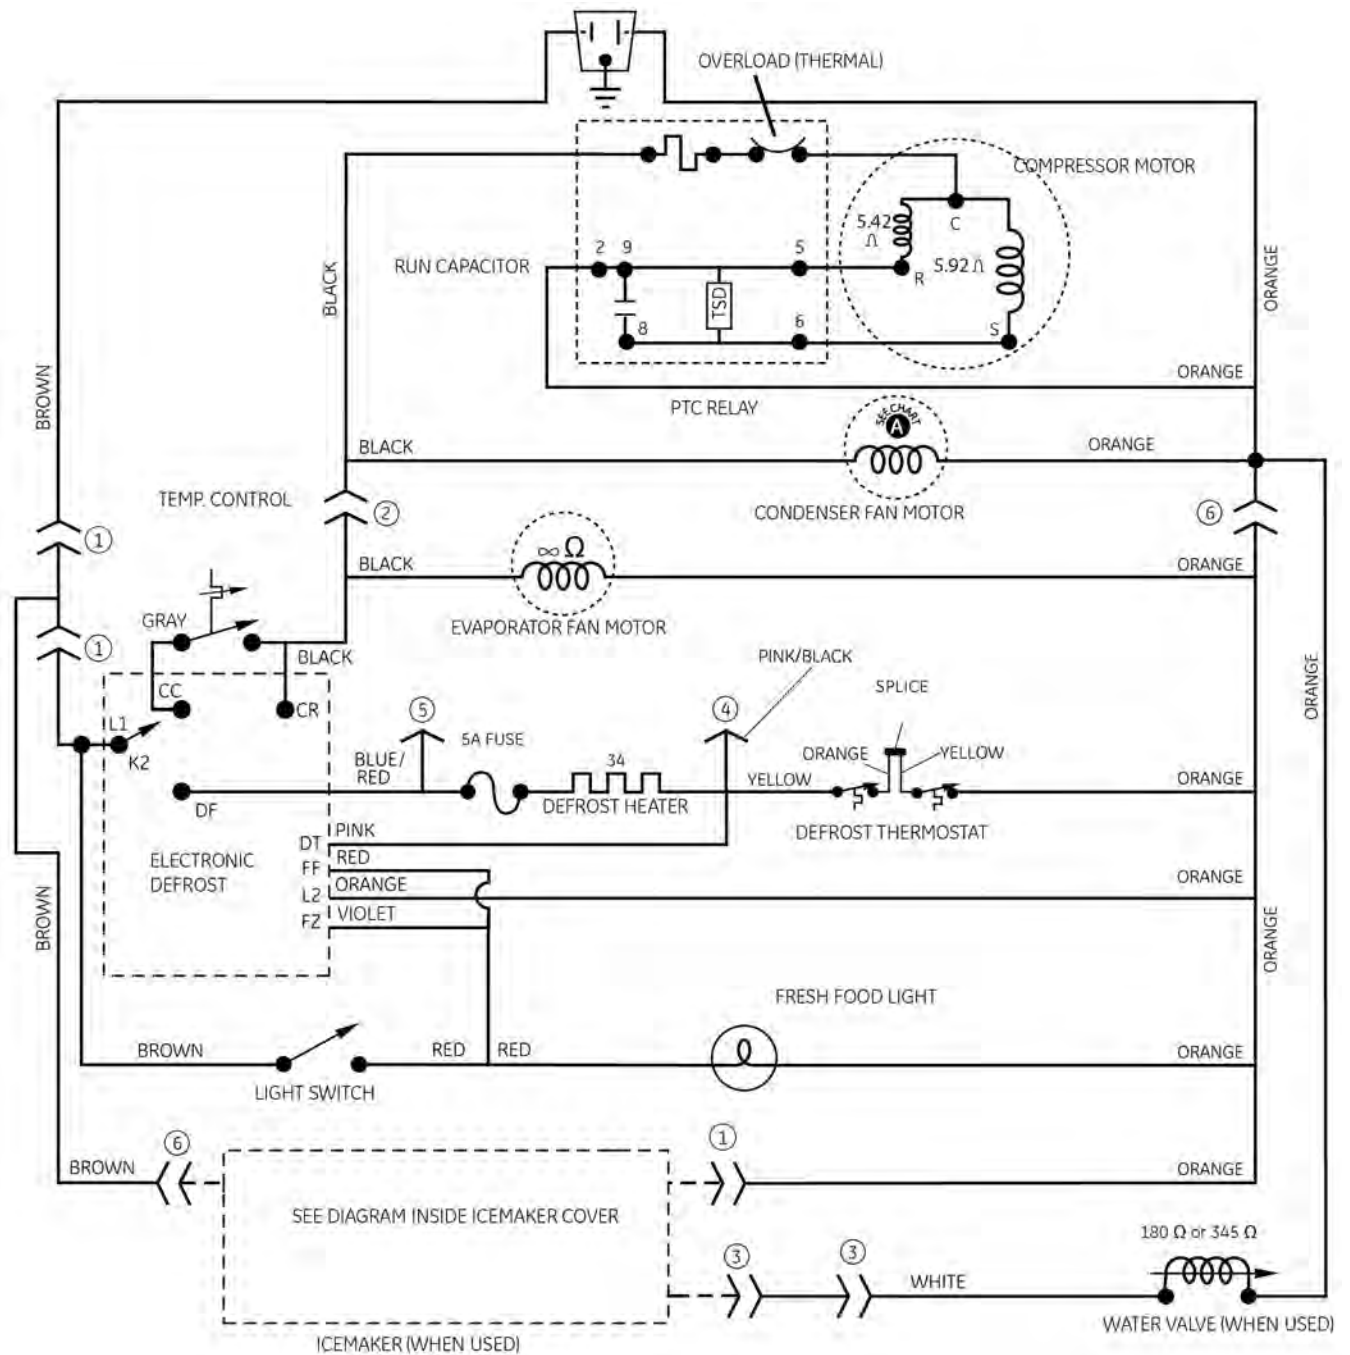 OVERLOAD (THERMAL)
COMPRESSOR MOTOR
5.42
Ω
C
5.92 Ω
RUN CAPACITOR
2
9
5
R
TSD
8
6
S
BLACK
ORANGE
BROWN
ORANGE
PTC RELAY
SEE CHART
A
BLACK
ORANGE
TEMP. CONTROL
2
CONDENSER FAN MOTOR
6
1
∞ Ω
BLACK
ORANGE
GRAY
EVAPORATOR FAN MOTOR
1
BLACK
PINK/BLACK
CC
SPLICE
ORANGE
CR
5
4
L1
5A FUSE
K2
BLUE/
RED
34
ORANGE
YELLOW
YELLOW
ORANGE
DF
DEFROST HEATER
DEFROST THERMOSTAT
PINK
DT
ELECTRONIC
DEFROST
RED
FF
ORANGE
L2
ORANGE
VIOLET
FZ
BROWN
ORANGE
FRESH FOOD LIGHT
BROWN
RED
RED
ORANGE
LIGHT SWITCH
6
1
BROWN
ORANGE
SEE DIAGRAM INSIDE ICEMAKER COVER
180 Ω or 345 Ω
3
3
WHITE
WATER VALVE (WHEN USED)
ICEMAKER (WHEN USED)